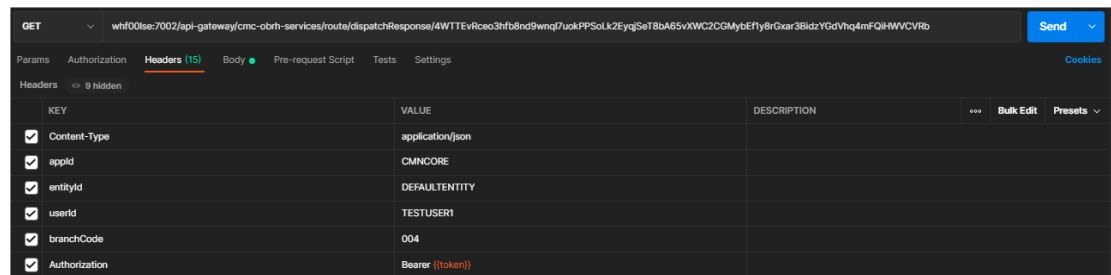 GET whf00lse:7002/api-gateway/cmc-obrh-services/route/dispatchResponse/4WTTEvRceo3hfb8nd9wnql7uokPPSoLk2EyqjSeT8bA65vXWC2CGMybEf1y8rGxar3BidzYGdVhq4mFQiHWVCVRb Send
Params Authorization Headers (15) Body Pre-request Script Tests Settings Cookies
Headers 9 hidden
KEY VALUE DESCRIPTION Bulk Edit Presets
Content-Type application/json
appId CMNCORE
entityId DEFAULTENTITY
userId TESTUSER1
branchCode 004
Authorization Bearer {{token}}